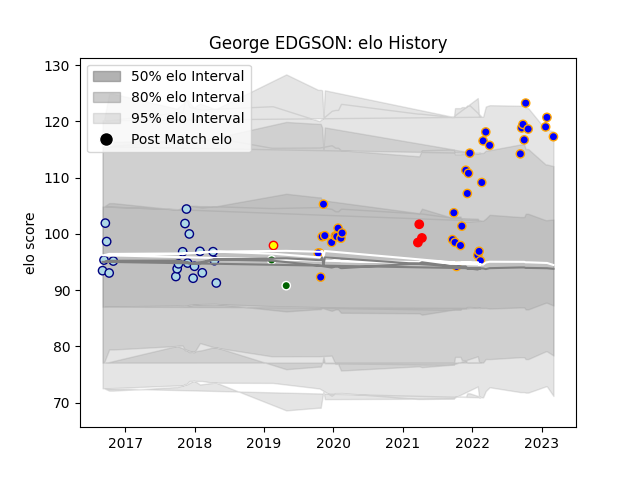 George EDGSON: elo History
50% elo Interval
80% elo Interval
95% elo Interval
Post Match elo
elo score
130
120
110
100
90
80
70
2017
2018
2019
2020
2021
2022
2023